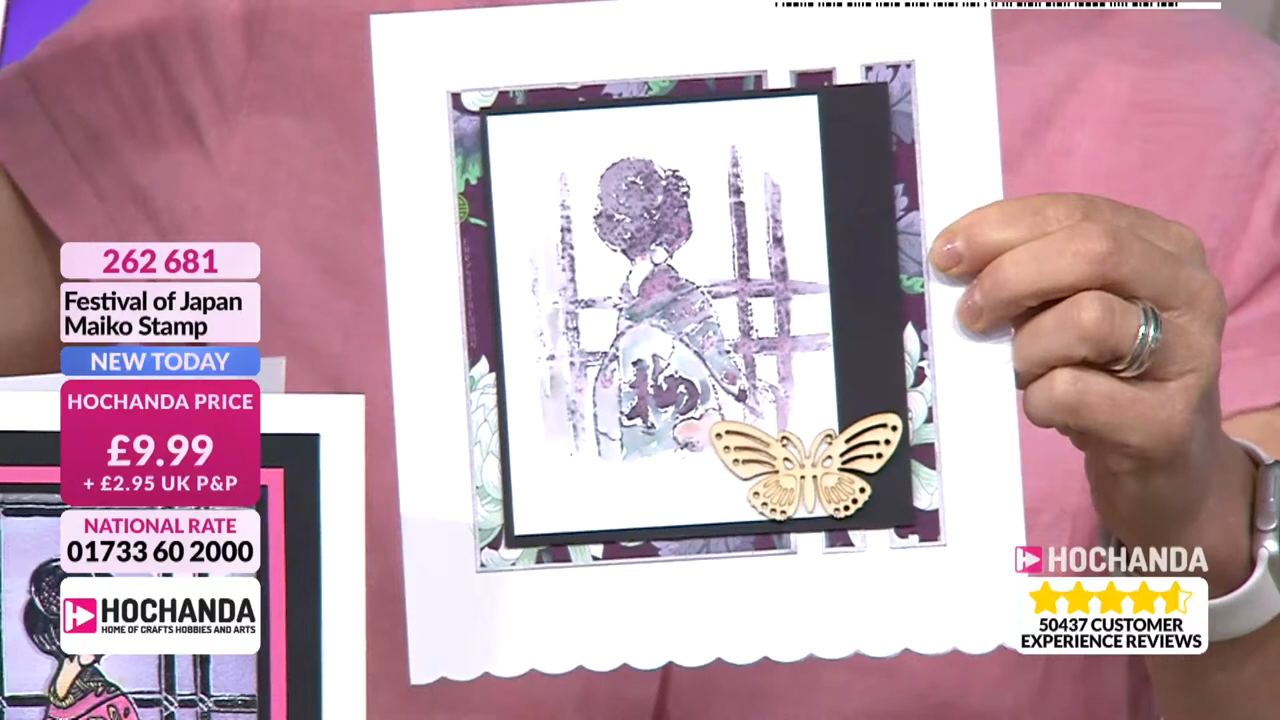 262 681
Festival of Japan
Maiko Stamp
NEW TODAY
HOCHANDA PRICE
£9.99
+ £2.95 UK P&P
NATIONAL RATE
01733 60 2000
HOCHANDA
HOME OF CRAFTS HOBBIES AND ARTS
HOCHANDA
50437 CUSTOMER
EXPERIENCE REVIEWS